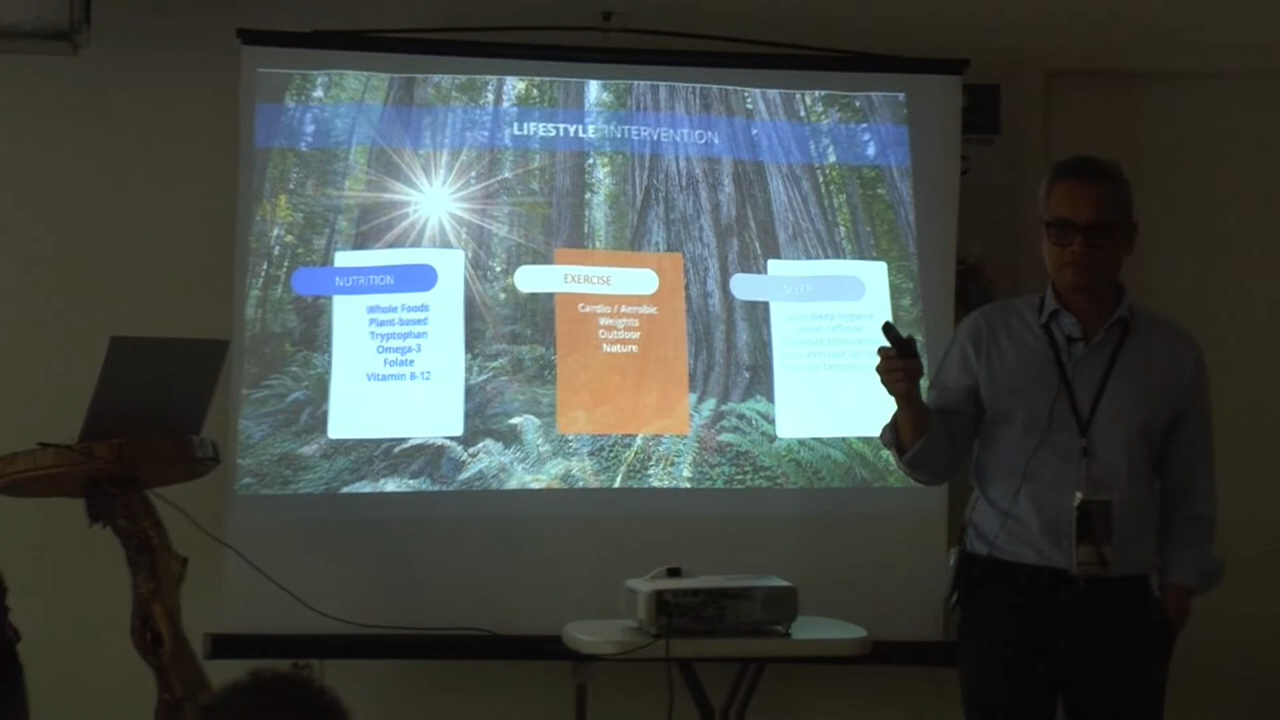 LIFESTYLE INTERVENTION
NUTRITION
Whole Foods
Plant-based
Tryptophan
Omega-3
Folate
Vitamin B-12
EXERCISE
Cardio / Aerobic
Weights
Outdoor
Nature
SLEEP